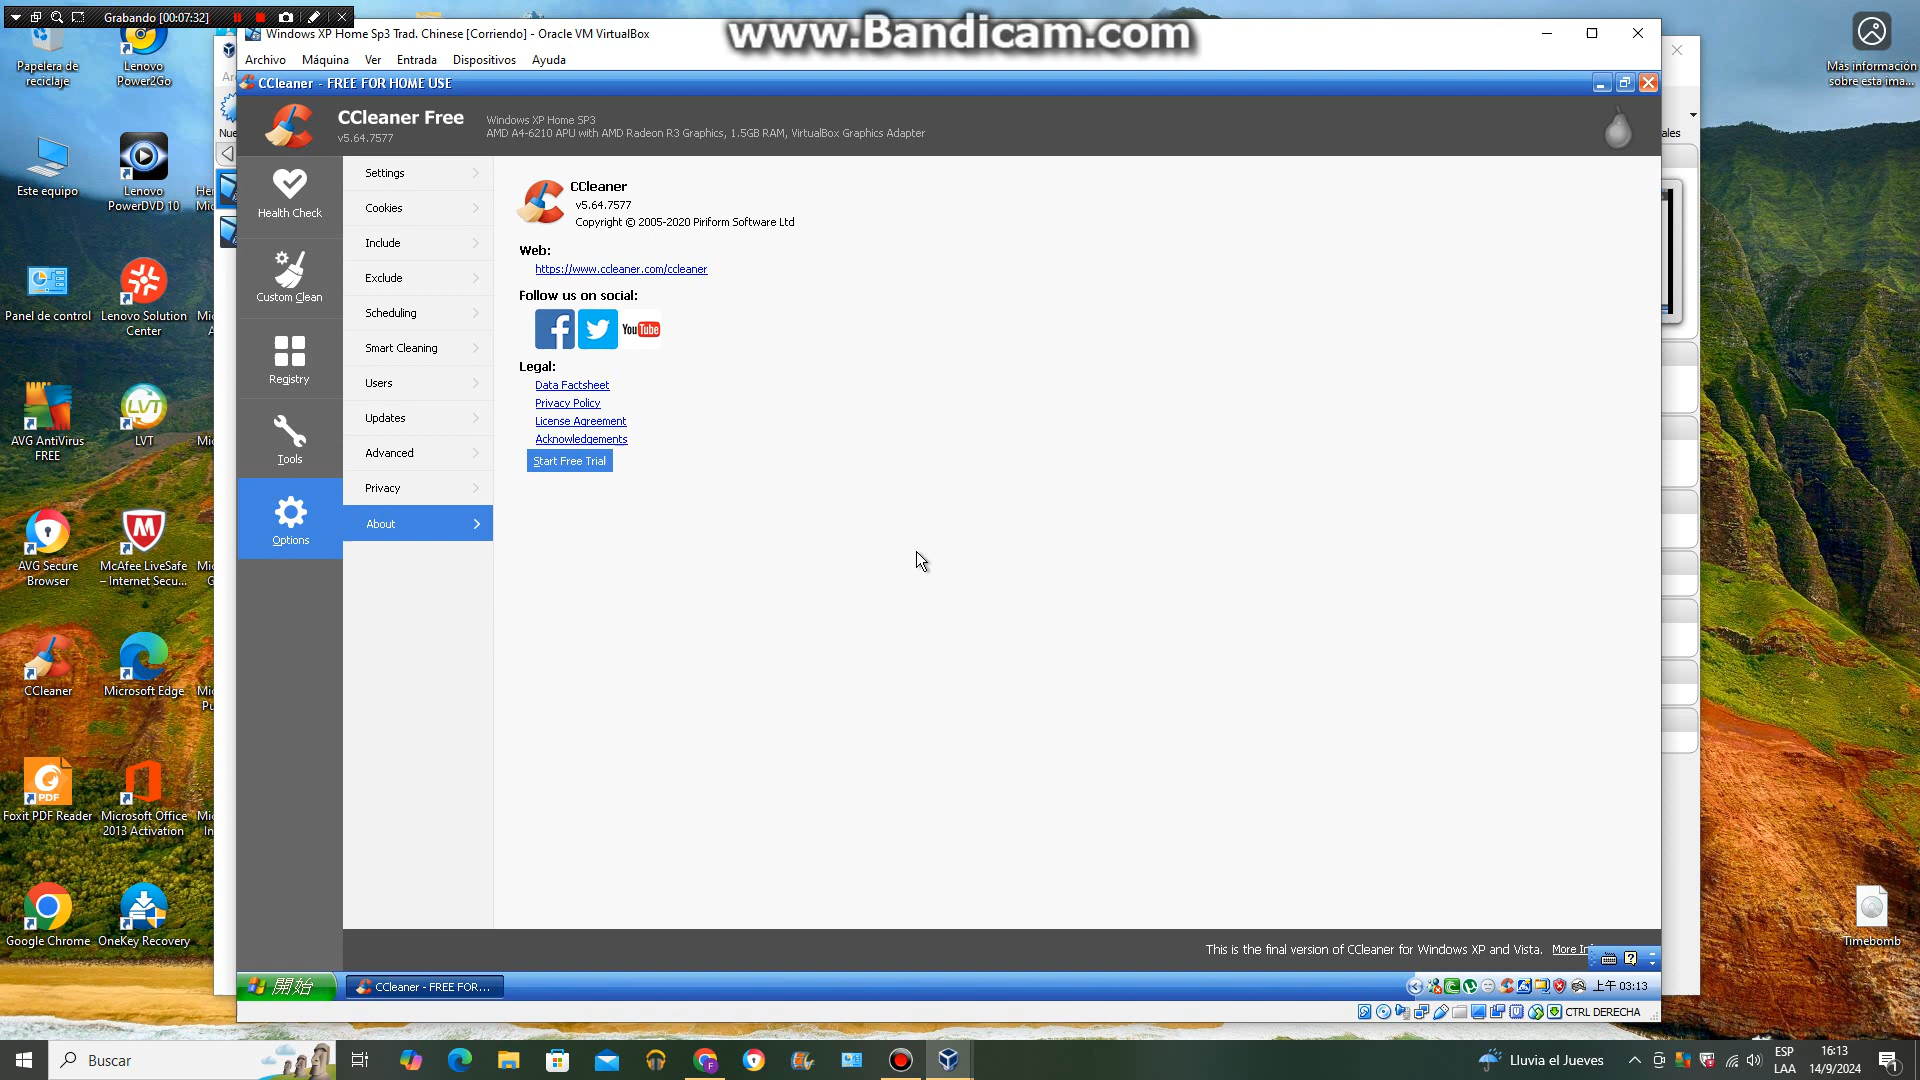 Grabando [00:07:32]
www.Bandicam.com
Windows XP Home Sp3 Trad. Chinese [Corriendo] - Oracle VM VirtualBox
Archivo Máquina Ver Entrada Dispositivos Ayuda
CCleaner - FREE FOR HOME USE
CCleaner Free
v5.64.7577
Windows XP Home SP3
AMD A4-6210 APU with AMD Radeon R3 Graphics, 1.5GB RAM, VirtualBox Graphics Adapter
Health Check
Custom Clean
Registry
Tools
Options
Settings
Cookies
Include
Exclude
Scheduling
Smart Cleaning
Users
Updates
Advanced
Privacy
About
CCleaner
v5.64.7577
Copyright © 2005-2020 Piriform Software Ltd
Web:
https://www.ccleaner.com/ccleaner
Follow us on social:
You Tube
Legal:
Data Factsheet
Privacy Policy
License Agreement
Acknowledgements
Start Free Trial
This is the final version of CCleaner for Windows XP and Vista. More In
開始
CCleaner - FREE FOR...
上午 03:13
CTRL DERECHA
Papelera de
reciclaje
Lenovo
Power2Go
Este equipo
Lenovo
PowerDVD 10
Panel de control
Lenovo Solution
Center
AVG AntiVirus
FREE
LVT
AVG Secure
Browser
McAfee LiveSafe
– Internet Secu...
CCleaner
Microsoft Edge
Foxit PDF Reader
PDF
Microsoft Office
2013 Activation
Google Chrome
OneKey Recovery
Más información
sobre esta ima...
Timebomb
Buscar
Lluvia el Jueves
ESP
LAA
16:13
14/9/2024
1